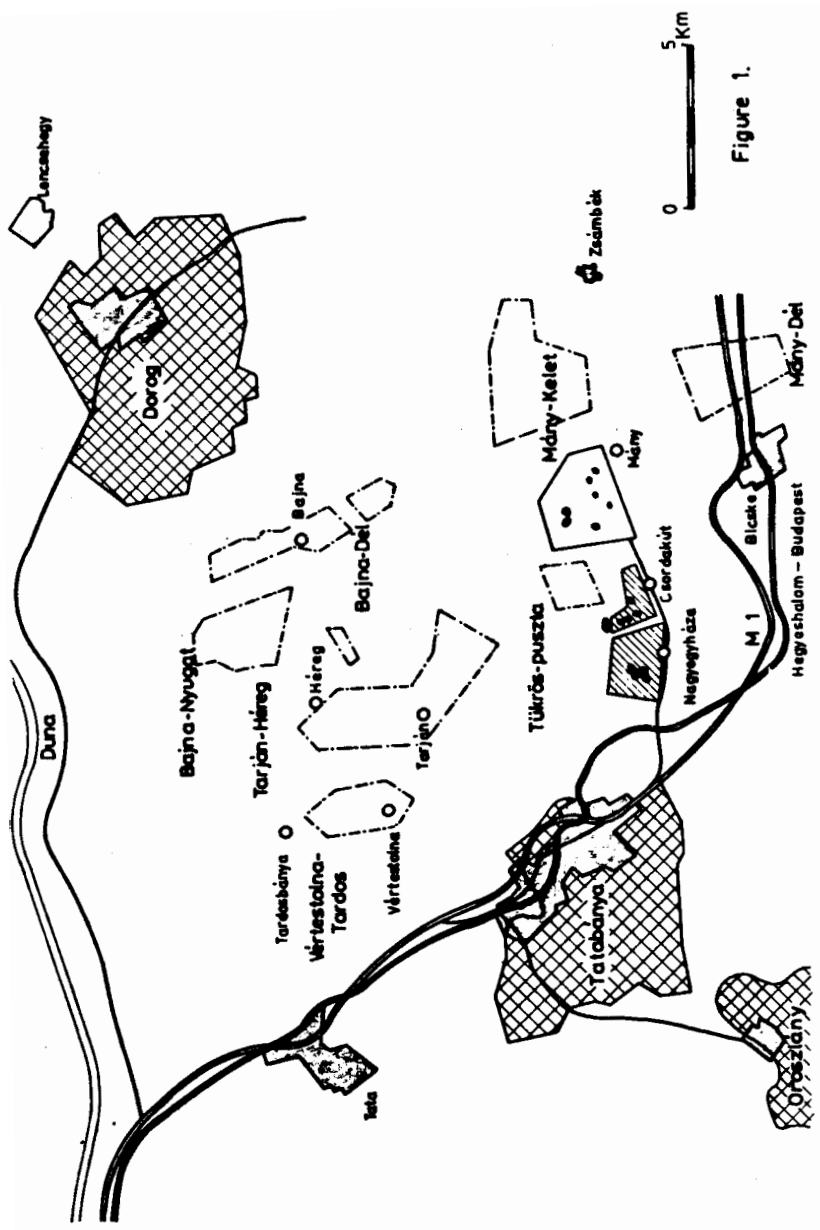 Lencsehegy
Duna
Dorog
Bajna-Nyugat
Tarján-Héreg
Tardosbánya
Bajna
Héreg
Vértestolna-
Tardos
Bajna-Dél
Tata
Vértestolna
Tarján
Tükrös-puszta
Mány-Kelet
Zsámbék
Tatabánya
Mány
Csordakút
0 5 Km
Nagyegyháza
Figure 1.
Bicske
M 1
Oroszlány
Hegyeshalom - Budapest
Mány-Dél